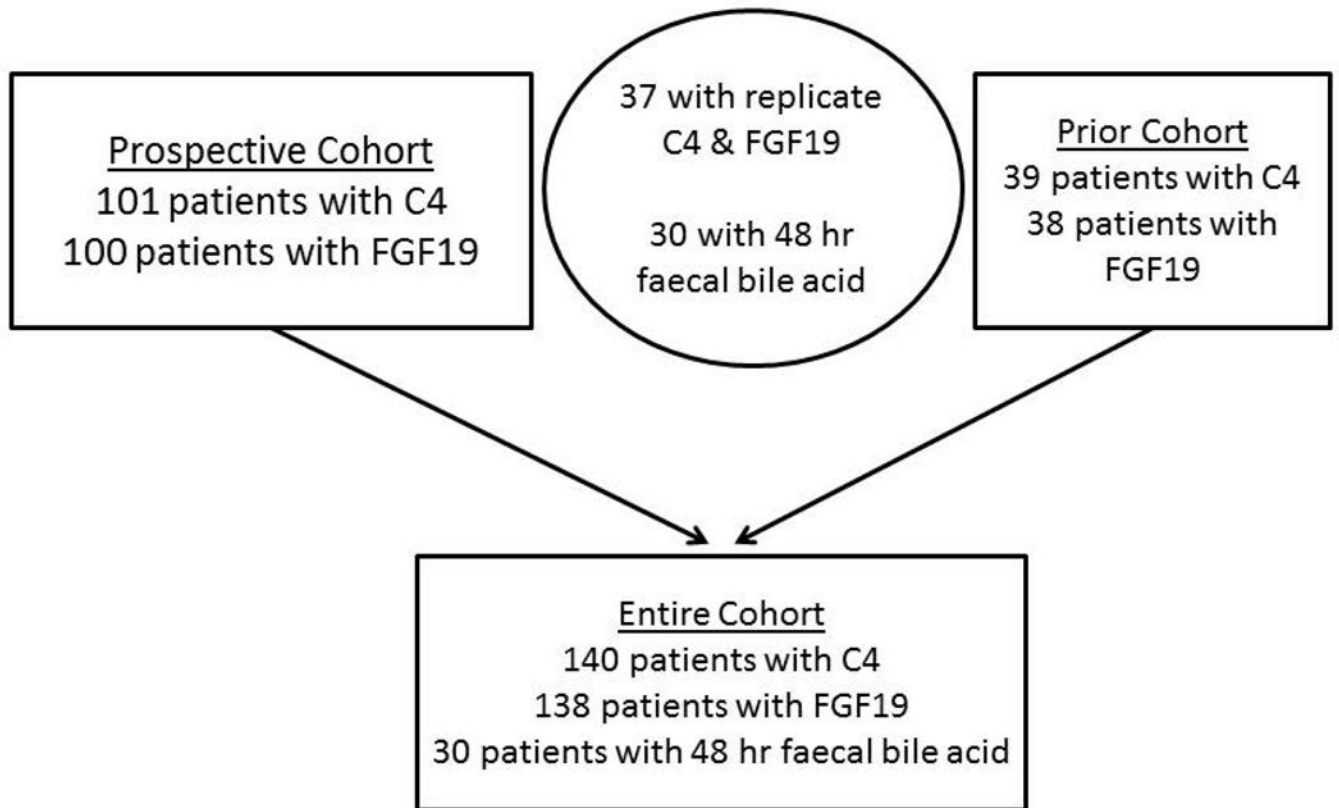 Prospective Cohort
101 patients with C4
100 patients with FGF19
37 with replicate
C4 & FGF19
30 with 48 hr
faecal bile acid
Prior Cohort
39 patients with C4
38 patients with
FGF19
Entire Cohort
140 patients with C4
138 patients with FGF19
30 patients with 48 hr faecal bile acid